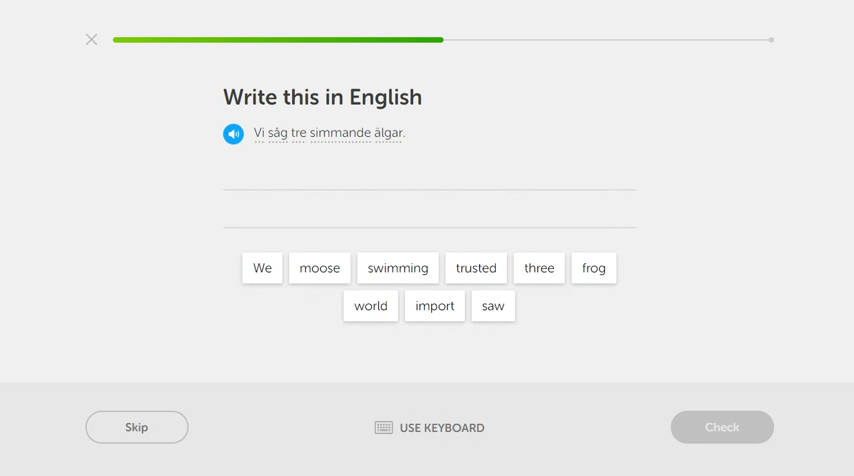 Write this in English
Vi såg tre simmande älgar.
We moose swimming trusted three frog
world import saw
Skip USE KEYBOARD Check